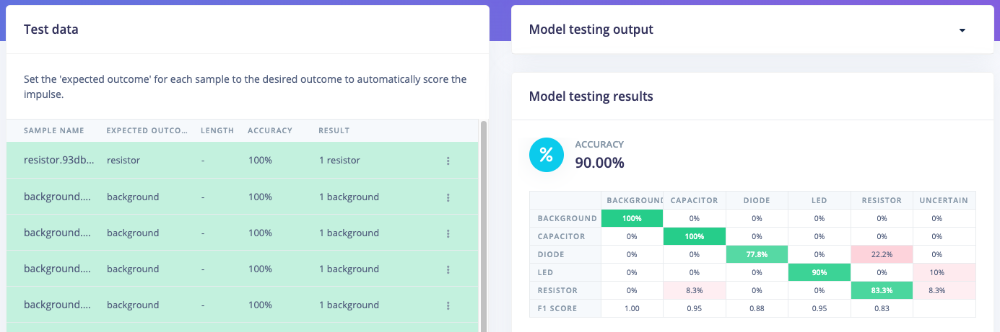 Test data
Set the 'expected outcome' for each sample to the desired outcome to automatically score the
impulse.
SAMPLE NAME EXPECTED OUTCO... LENGTH ACCURACY RESULT
resistor.93db... resistor - 100% 1 resistor
background.... background - 100% 1 background
background.... background - 100% 1 background
background.... background - 100% 1 background
background.... background - 100% 1 background
Model testing output
Model testing results
% ACCURACY
90.00%
BACKGROUND CAPACITOR DIODE LED RESISTOR UNCERTAIN
BACKGROUND 100% 0% 0% 0% 0% 0%
CAPACITOR 0% 100% 0% 0% 0% 0%
DIODE 0% 0% 77.8% 0% 22.2% 0%
LED 0% 0% 0% 90% 0% 10%
RESISTOR 0% 8.3% 0% 0% 83.3% 8.3%
F1 SCORE 1.00 0.95 0.88 0.95 0.83